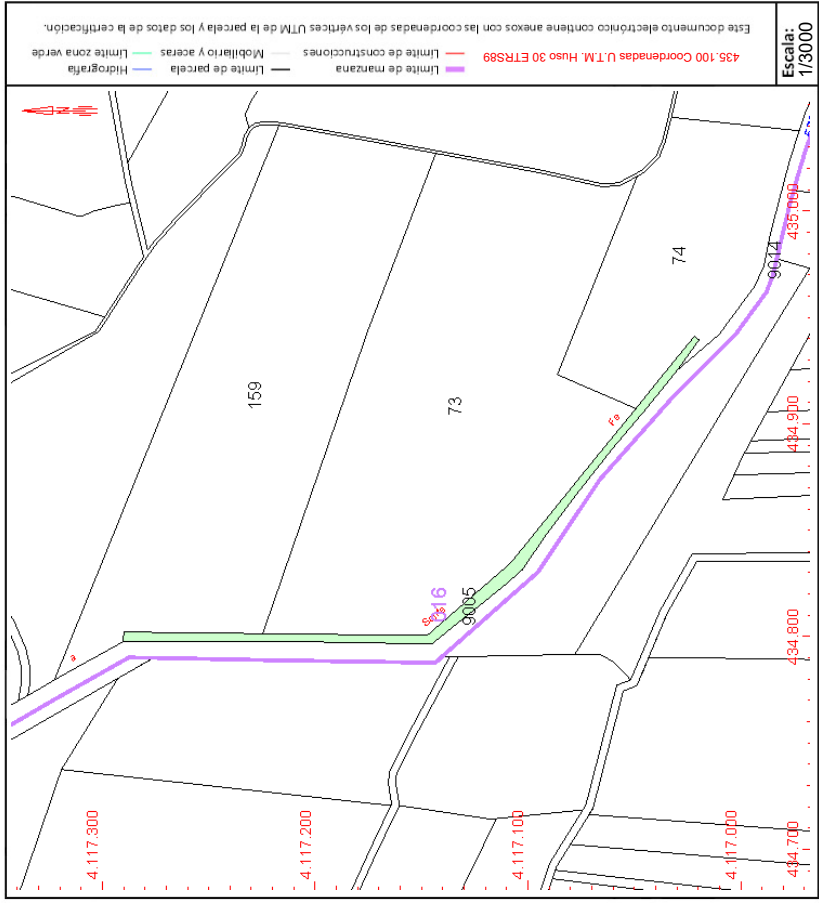 Este documento electrónico contiene anexos con las coordenadas de los vértices UTM de la parcela y los datos de la certificación.
435.100 Coordenadas U.T.M. Huso 30 ETRS89
Límite de manzana
Límite de parcela
Hidrografía
Límite de construcciones
Mobiliario y aceras
Límite zona verde
Escala:
1/3000
159
73
74
9014
9005
016
Fe
a
435.000
434.900
434.800
434.700
4.117.300
4.117.200
4.117.100
4.117.000